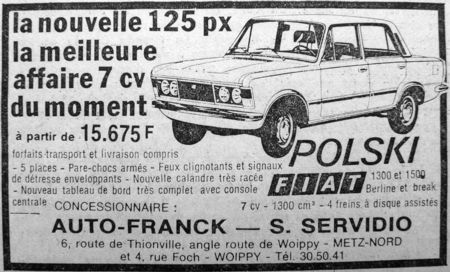 la nouvelle 125 px
la meilleure
affaire 7 cv
du moment
à partir de 15.675 F
forfaits transport et livraison compris
- 5 places - Pare-chocs armés - Feux clignotants et signaux
de détresse enveloppants - Nouvelle calandre très racée
- Nouveau tableau de bord très complet avec console
centrale
POLSKI
FIAT 1300 et 1500
Berline et break
7 cv - 1300 cm³ - 4 freins à disque assistés
CONCESSIONNAIRE :
AUTO-FRANCK — S. SERVIDIO
6, route de Thionville, angle route de Woippy - METZ-NORD
et 4, rue Foch - WOIPPY - Tél. 30.50.41